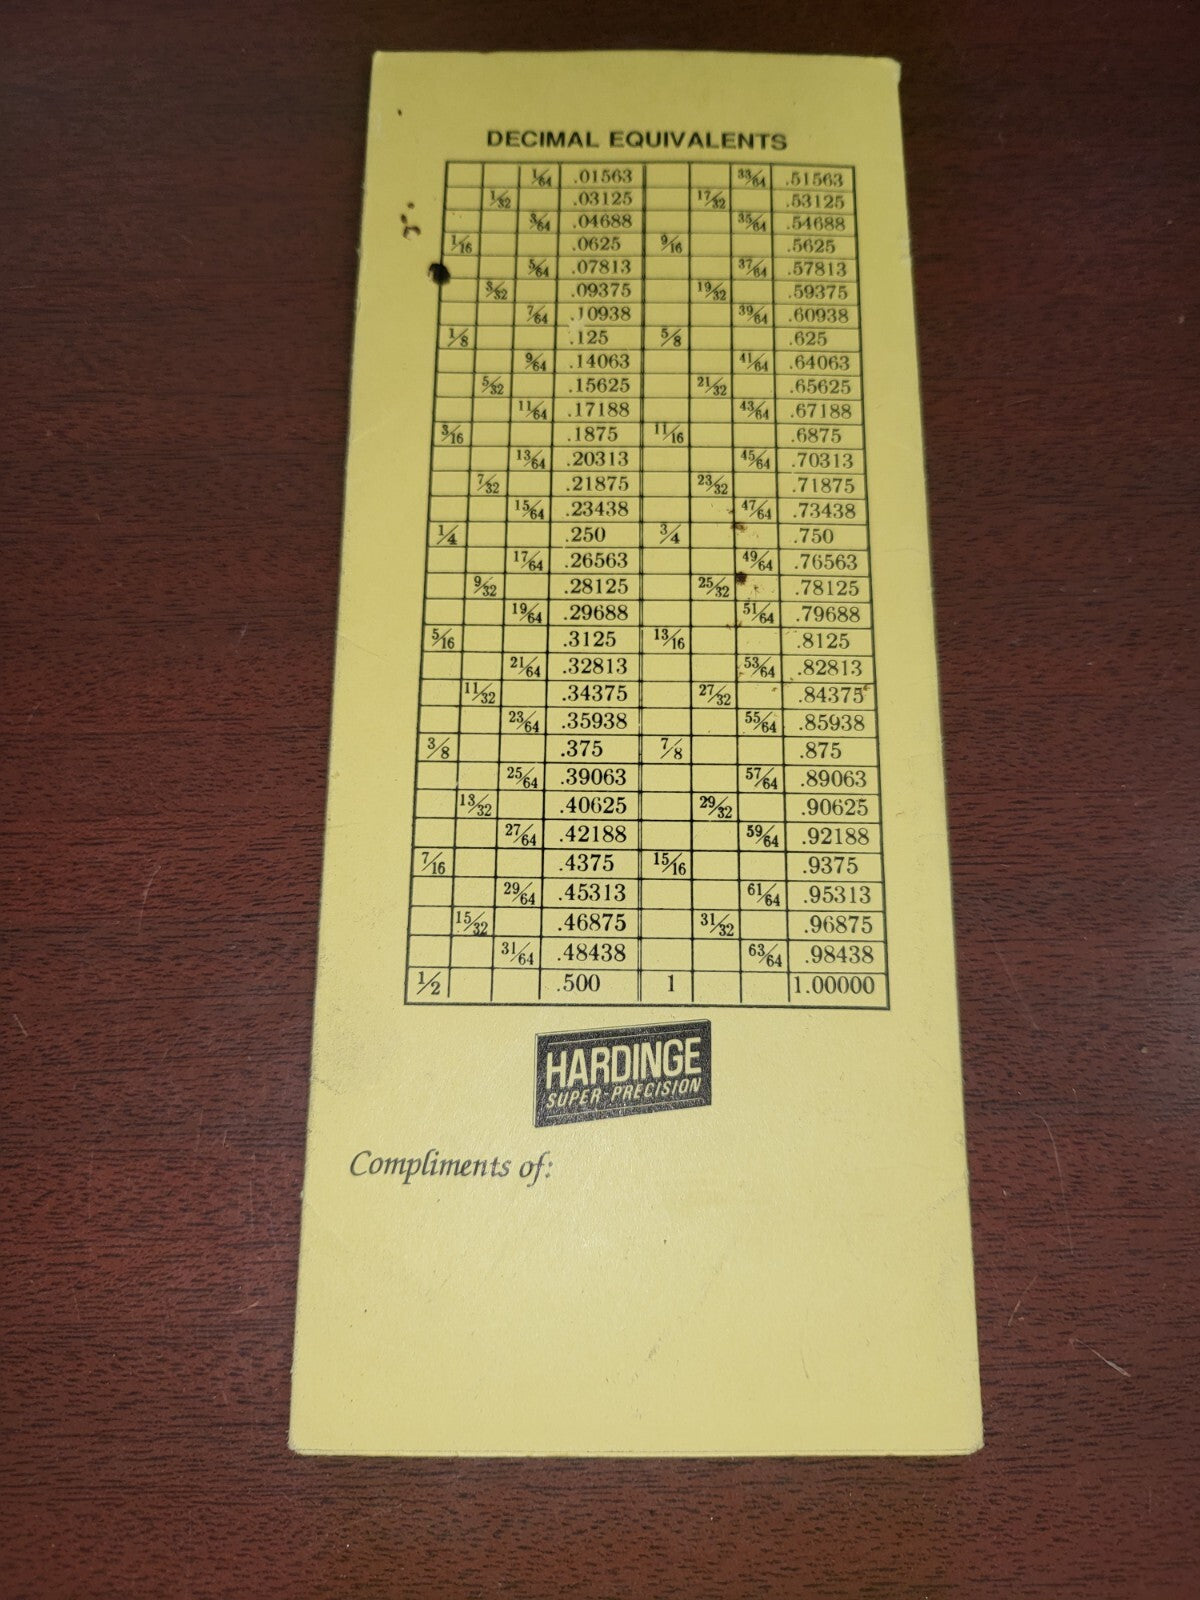 DECIMAL EQUIVALENTS
1/64 .01563 33/64 .51563
1/32 .03125 17/32 .53125
3/64 .04688 35/64 .54688
1/16 .0625 9/16 .5625
5/64 .07813 37/64 .57813
3/32 .09375 19/32 .59375
7/64 .10938 39/64 .60938
1/8 .125 5/8 .625
9/64 .14063 41/64 .64063
5/32 .15625 21/32 .65625
11/64 .17188 43/64 .67188
3/16 .1875 11/16 .6875
13/64 .20313 45/64 .70313
7/32 .21875 23/32 .71875
15/64 .23438 47/64 .73438
1/4 .250 3/4 .750
17/64 .26563 49/64 .76563
9/32 .28125 25/32 .78125
19/64 .29688 51/64 .79688
5/16 .3125 13/16 .8125
21/64 .32813 53/64 .82813
11/32 .34375 27/32 .84375
23/64 .35938 55/64 .85938
3/8 .375 7/8 .875
25/64 .39063 57/64 .89063
13/32 .40625 29/32 .90625
27/64 .42188 59/64 .92188
7/16 .4375 15/16 .9375
29/64 .45313 61/64 .95313
15/32 .46875 31/32 .96875
31/64 .48438 63/64 .98438
1/2 .500 1 1.00000
HARDINGE
SUPER-PRECISION
Compliments of: